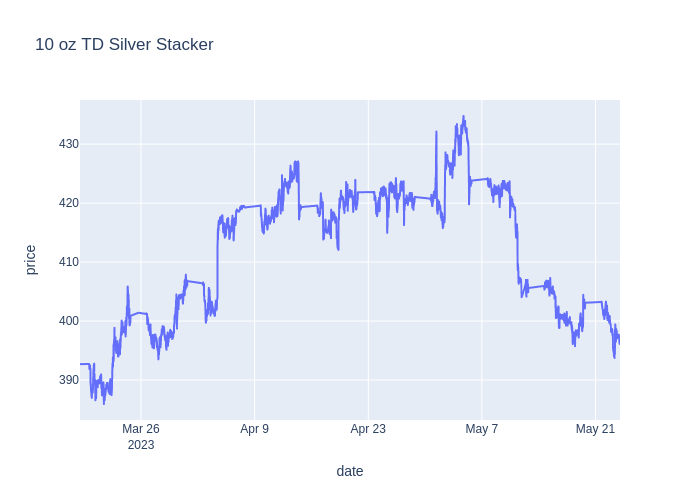 10 oz TD Silver Stacker
price
430
420
410
400
390
Mar 26
2023
Apr 9
Apr 23
May 7
May 21
date